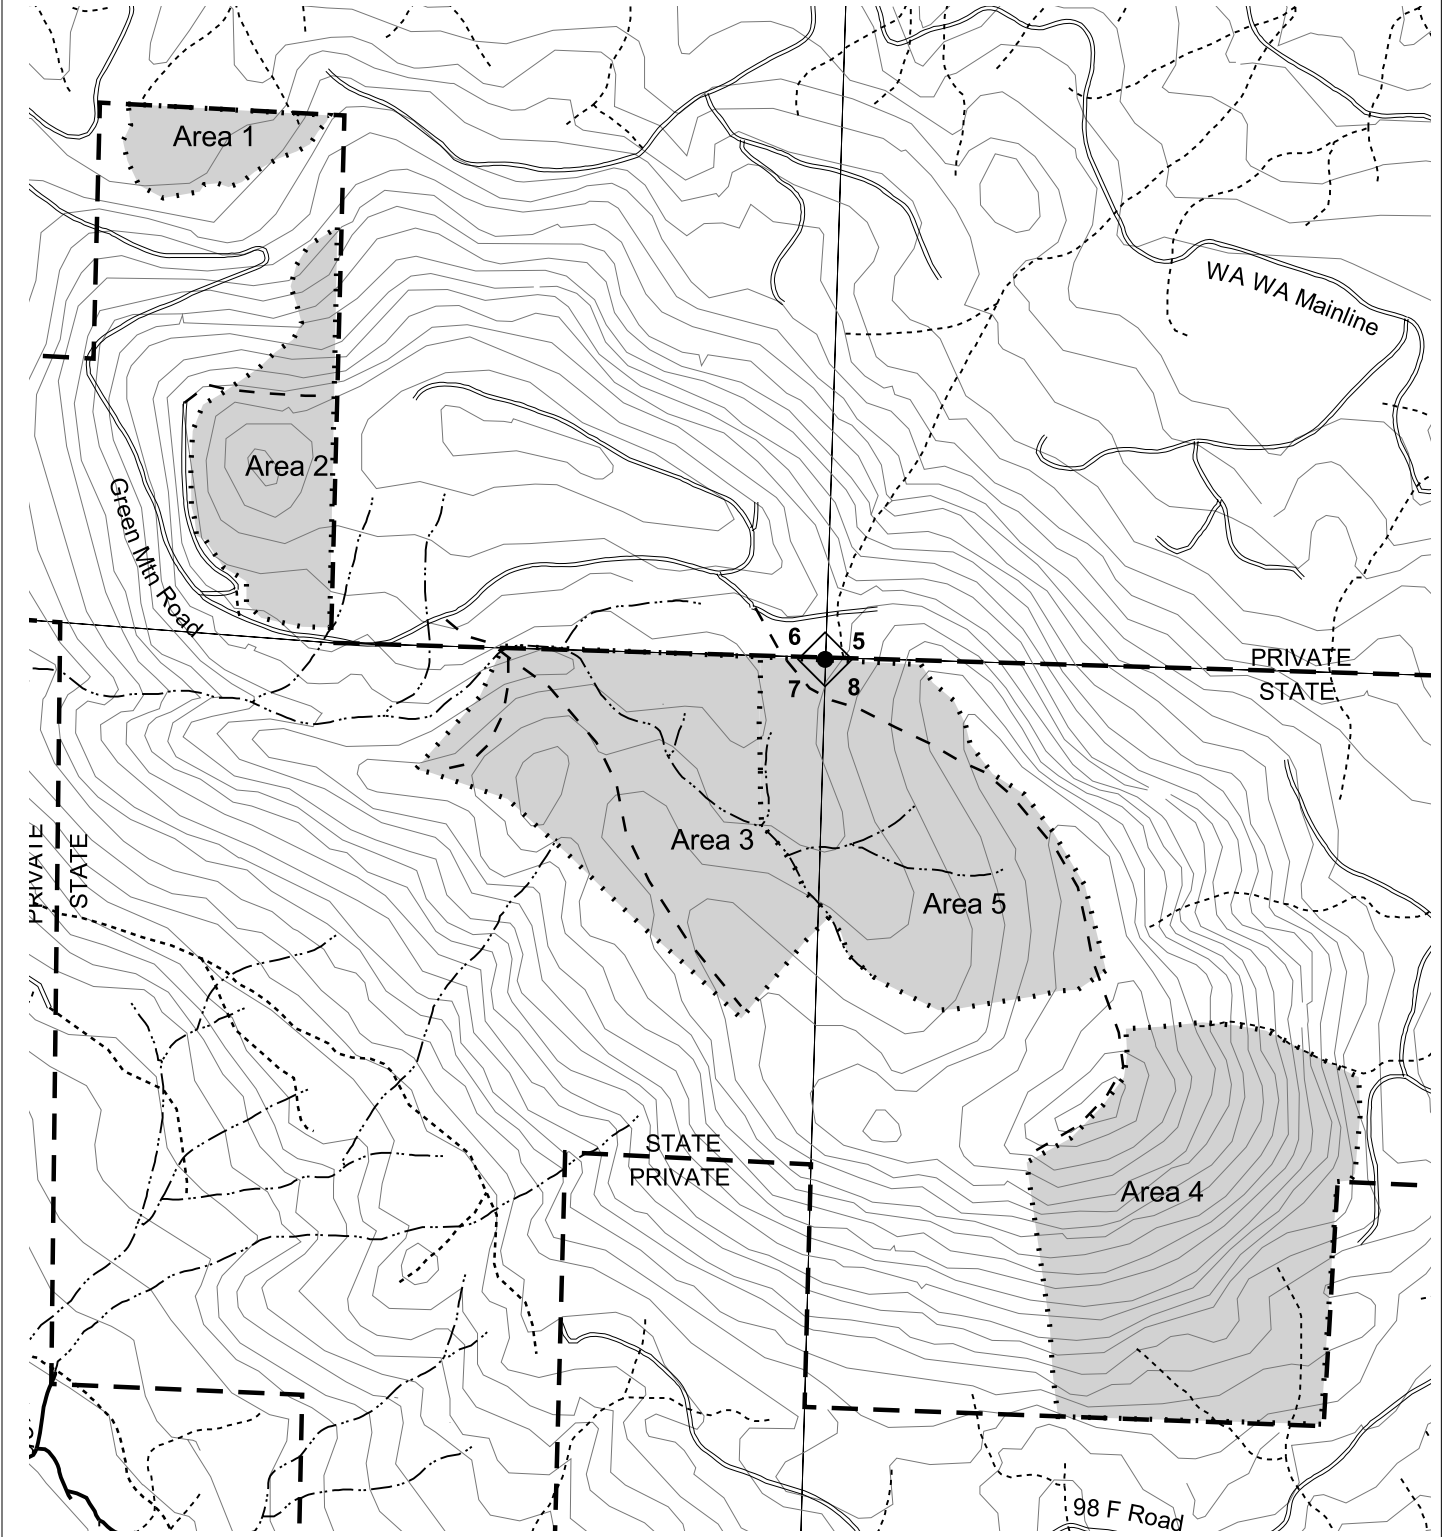 Area 1
WA WA Mainline
Area 2
Green Mtn Road
6
5
7
8
PRIVATE
STATE
PRIVATE
STATE
Area 3
Area 5
STATE
PRIVATE
Area 4
98 F Road